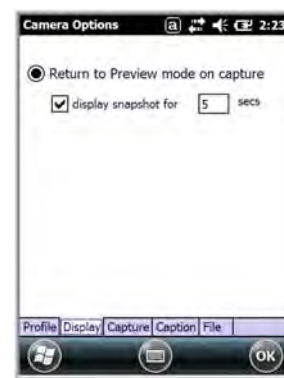 Camera Options a 2:23
Return to Preview mode on capture
display snapshot for 5 secs
Profile Display Capture Caption File
OK